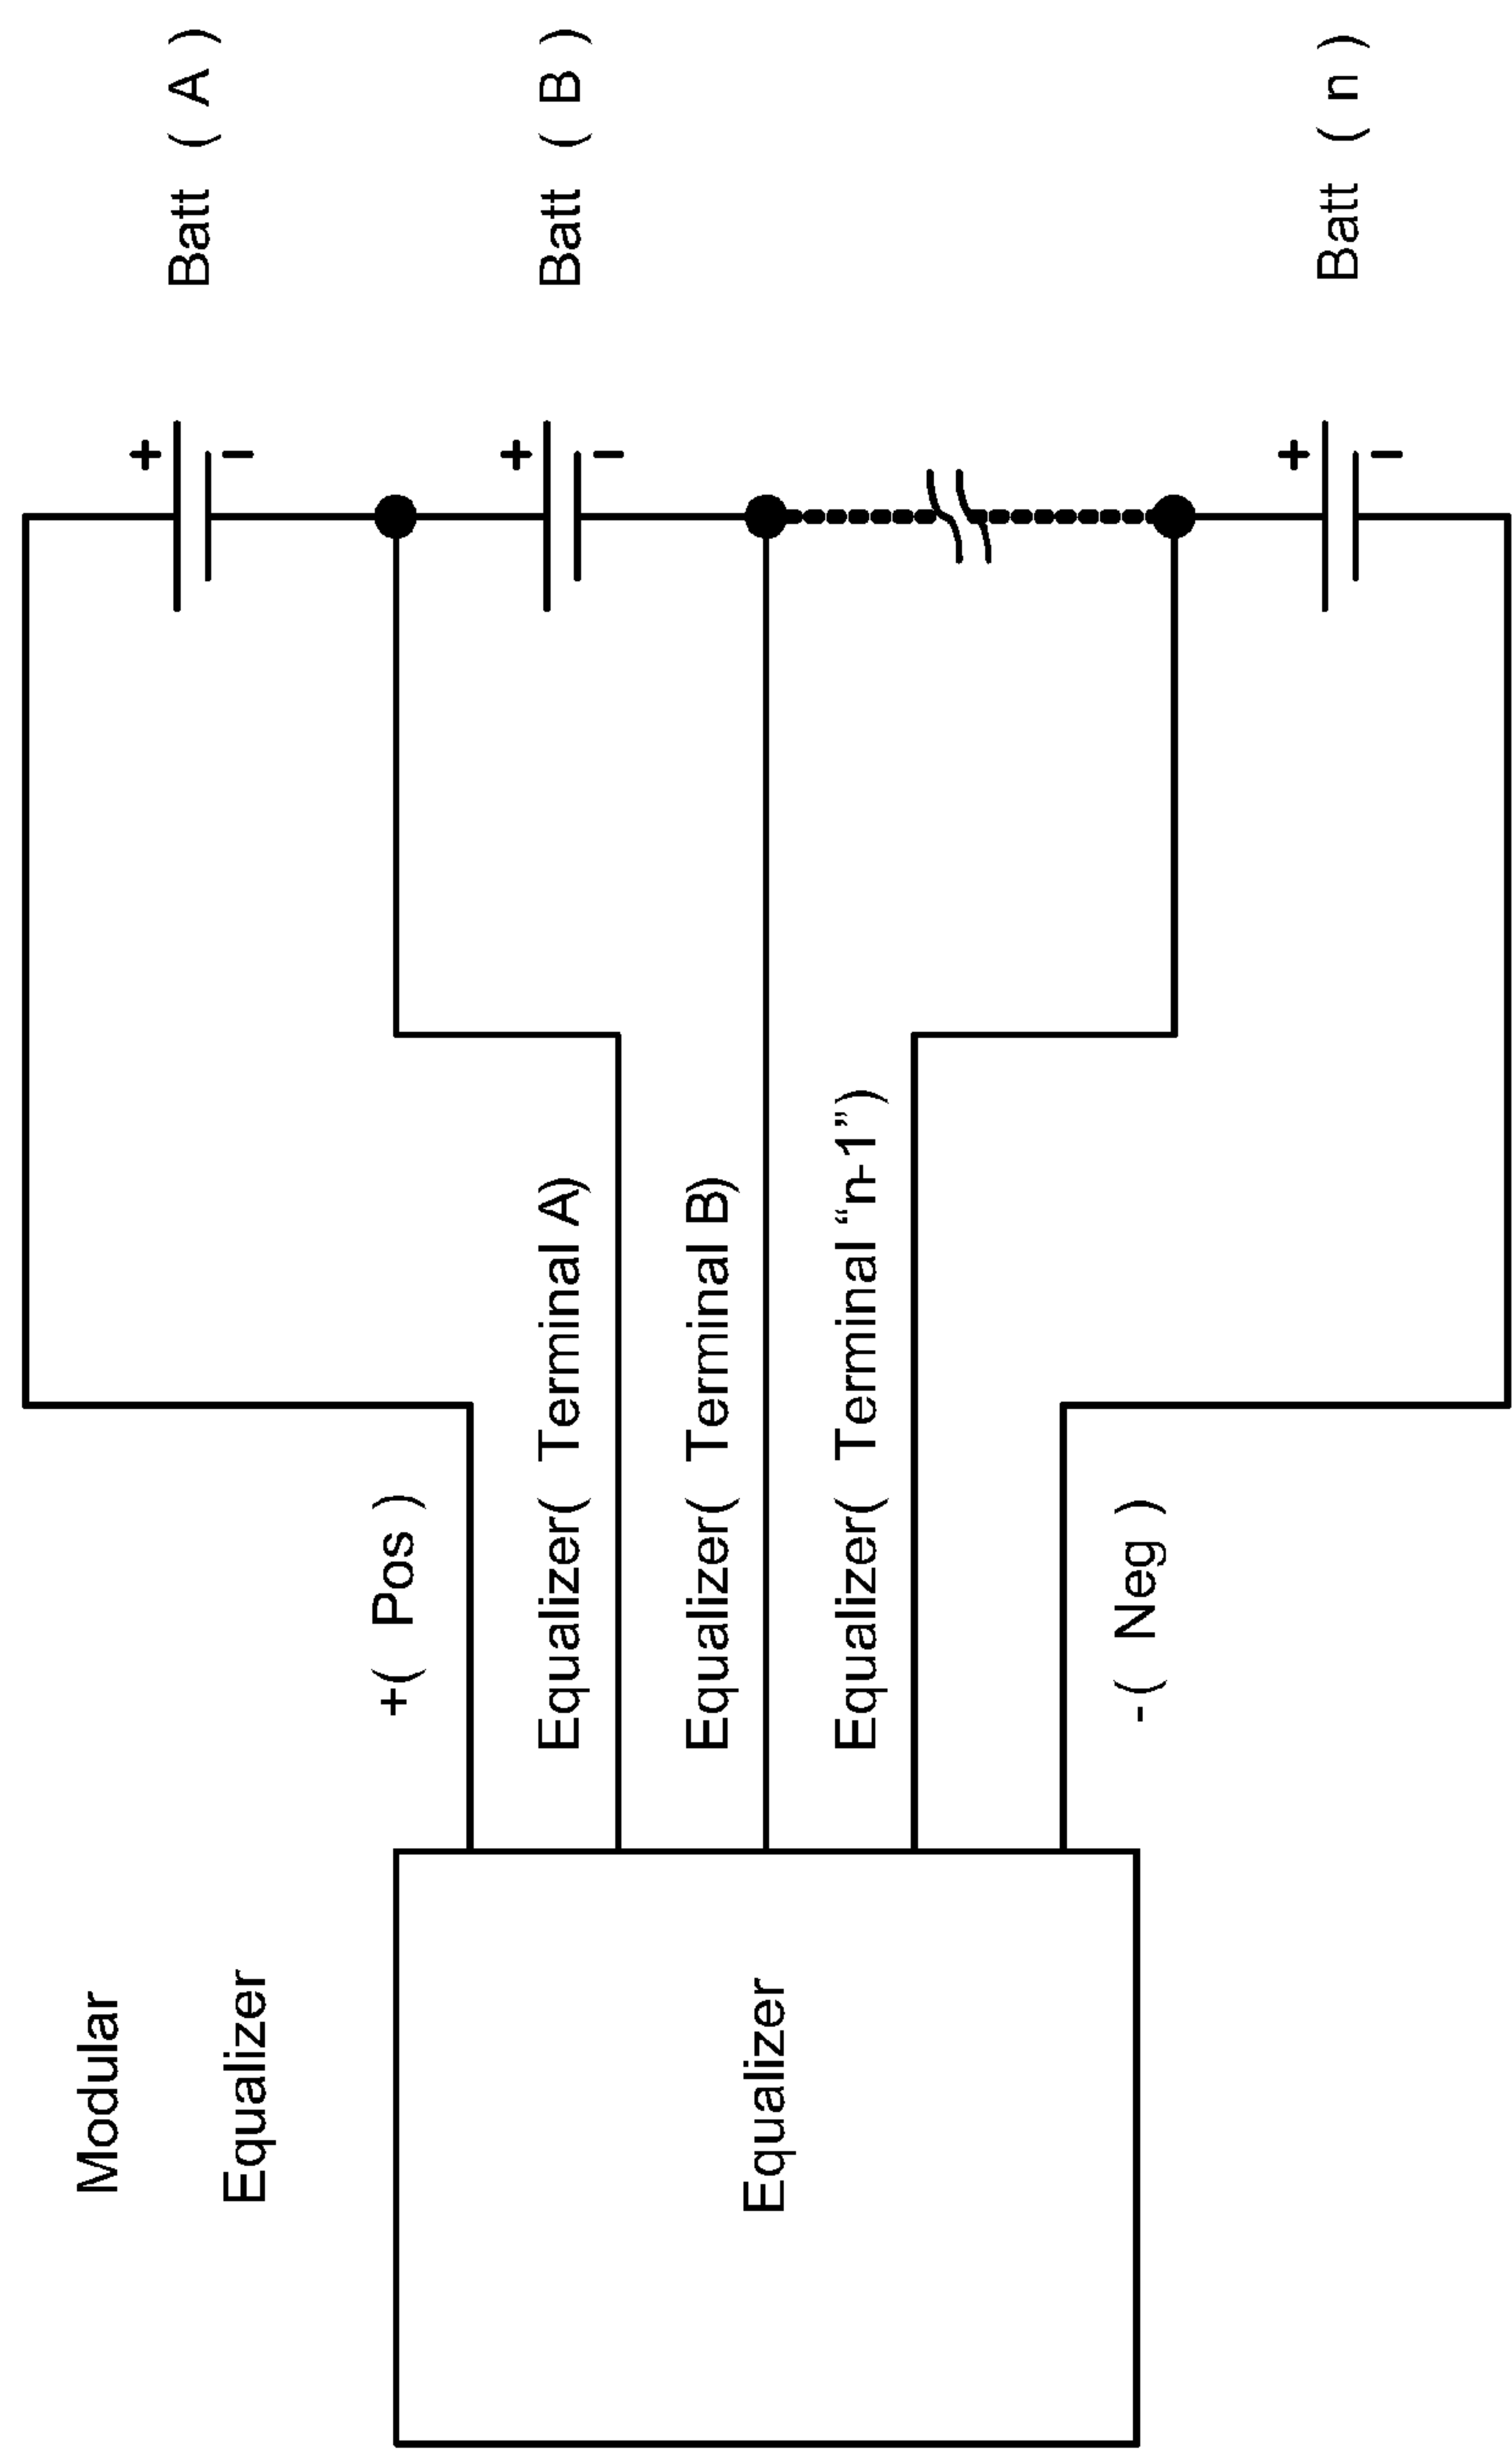 Modular
Equalizer
Equalizer
+( Pos )
Equalizer( Terminal A)
Equalizer( Terminal B)
Equalizer( Terminal “n-1”)
-( Neg )
+
-
Batt ( A )
+
-
Batt ( B )
+
-
Batt ( n )